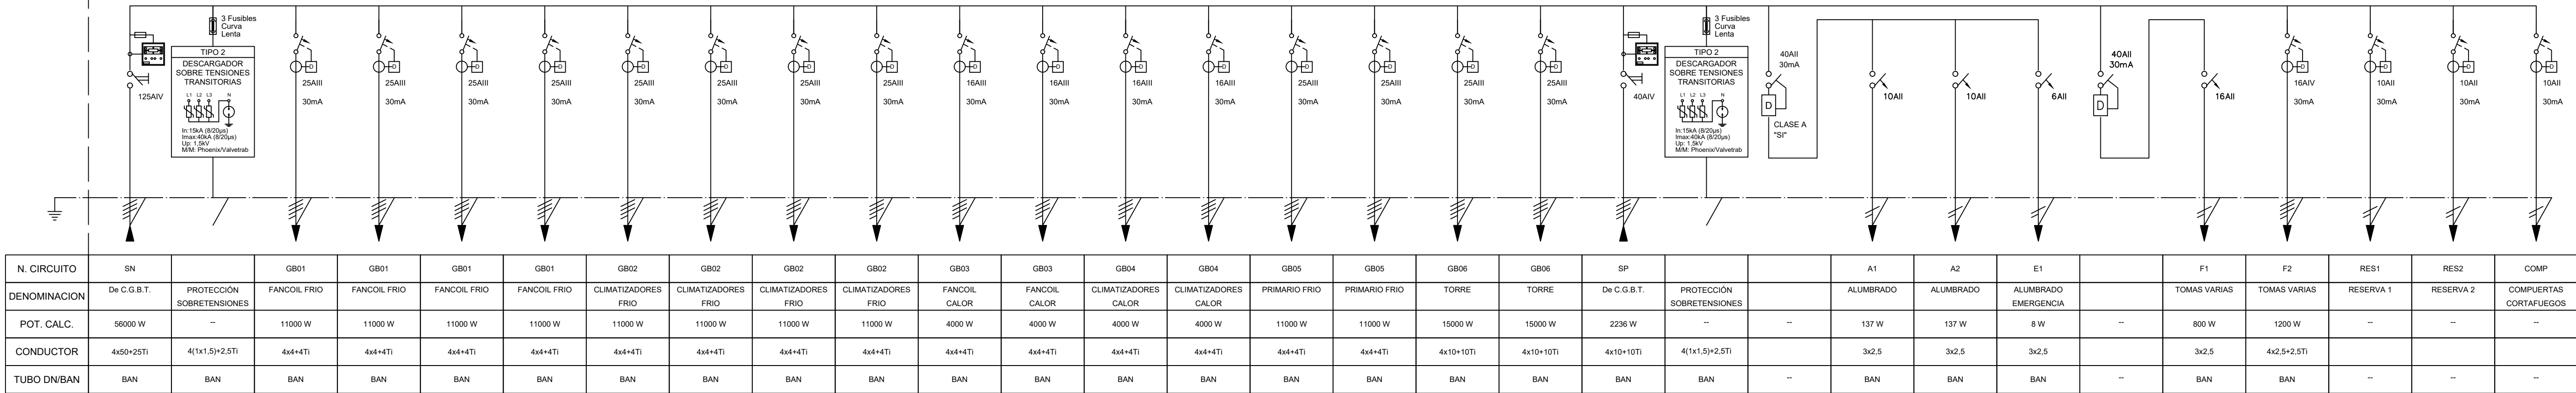 3 Fusibles
Curva
Lenta
125AIV
TIPO 2
DESCARGADOR
SOBRE TENSIONES
TRANSITORIAS
L1 L2 L3 N
In:15kA (8/20µs)
Imax:40kA (8/20µs)
Up: 1,5kV
M/M: Phoenix/Valvetrab
D
25AIII
30mA
D
25AIII
30mA
D
25AIII
30mA
D
25AIII
30mA
D
25AIII
30mA
D
25AIII
30mA
D
25AIII
30mA
D
25AIII
30mA
D
16AIII
30mA
D
16AIII
30mA
D
16AIII
30mA
D
16AIII
30mA
D
25AIII
30mA
D
25AIII
30mA
D
25AIII
30mA
D
25AIII
30mA
40AIV
3 Fusibles
Curva
Lenta
TIPO 2
DESCARGADOR
SOBRE TENSIONES
TRANSITORIAS
L1 L2 L3 N
In:15kA (8/20µs)
Imax:40kA (8/20µs)
Up: 1,5kV
M/M: Phoenix/Valvetrab
40AII
30mA
D
CLASE A
"SI"
10AII
10AII
6AII
40AII
30mA
D
16AII
D
16AIV
30mA
D
10AII
30mA
D
10AII
30mA
D
10AII
30mA
N. CIRCUITO SN GB01 GB01 GB01 GB01 GB02 GB02 GB02 GB02 GB03 GB03 GB04 GB04 GB05 GB05 GB06 GB06 SP A1 A2 E1 F1 F2 RES1 RES2 COMP
DENOMINACION De C.G.B.T. PROTECCIÓN FANCOIL FRIO FANCOIL FRIO FANCOIL FRIO FANCOIL FRIO CLIMATIZADORES CLIMATIZADORES CLIMATIZADORES CLIMATIZADORES FANCOIL FANCOIL CLIMATIZADORES CLIMATIZADORES PRIMARIO FRIO PRIMARIO FRIO TORRE TORRE De C.G.B.T. PROTECCIÓN ALUMBRADO ALUMBRADO ALUMBRADO TOMAS VARIAS TOMAS VARIAS RESERVA 1 RESERVA 2 COMPUERTAS
SOBRETENSIONES FRIO FRIO FRIO FRIO CALOR CALOR CALOR CALOR SOBRETENSIONES EMERGENCIA CORTAFUEGOS
POT. CALC. 56000 W -- 11000 W 11000 W 11000 W 11000 W 11000 W 11000 W 11000 W 11000 W 4000 W 4000 W 4000 W 4000 W 11000 W 11000 W 15000 W 15000 W 2236 W -- -- 137 W 137 W 8 W -- 800 W 1200 W -- -- --
CONDUCTOR 4x50+25Ti 4(1x1,5)+2,5Ti 4x4+4Ti 4x4+4Ti 4x4+4Ti 4x4+4Ti 4x4+4Ti 4x4+4Ti 4x4+4Ti 4x4+4Ti 4x4+4Ti 4x4+4Ti 4x4+4Ti 4x4+4Ti 4x4+4Ti 4x4+4Ti 4x10+10Ti 4x10+10Ti 4x10+10Ti 4(1x1,5)+2,5Ti 3x2,5 3x2,5 3x2,5 3x2,5 4x2,5+2,5Ti
TUBO DN/BAN BAN BAN BAN BAN BAN BAN BAN BAN BAN BAN BAN BAN BAN BAN BAN BAN BAN BAN BAN BAN -- BAN BAN BAN -- BAN BAN -- -- --